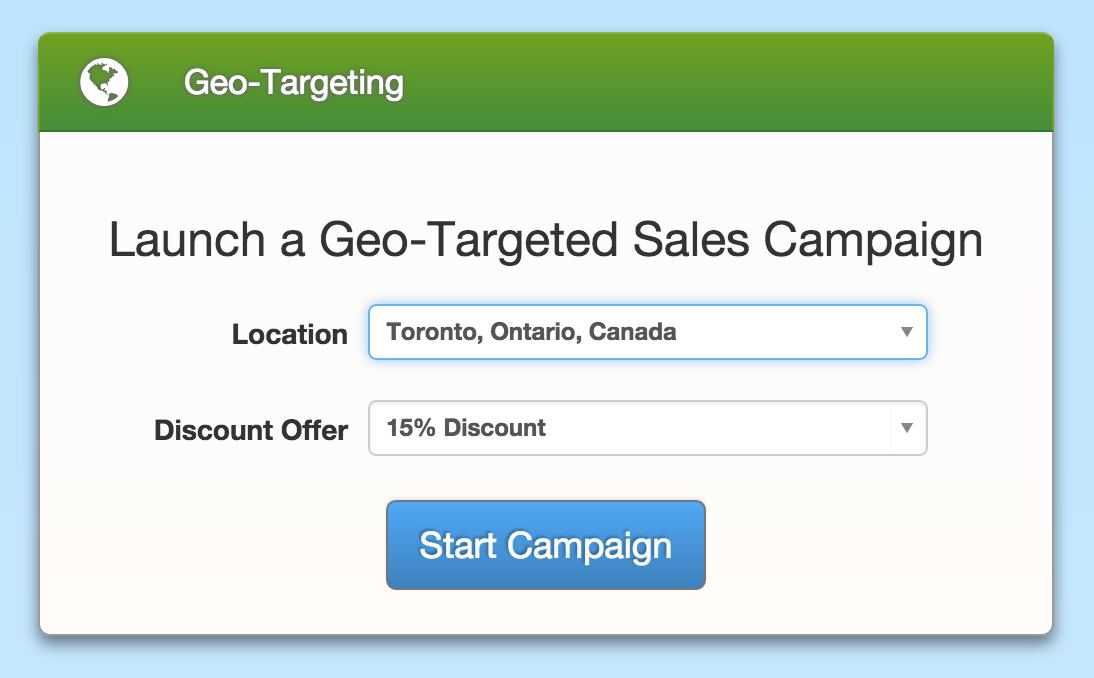 Geo-Targeting
Launch a Geo-Targeted Sales Campaign
Location Toronto, Ontario, Canada
Discount Offer 15% Discount
Start Campaign